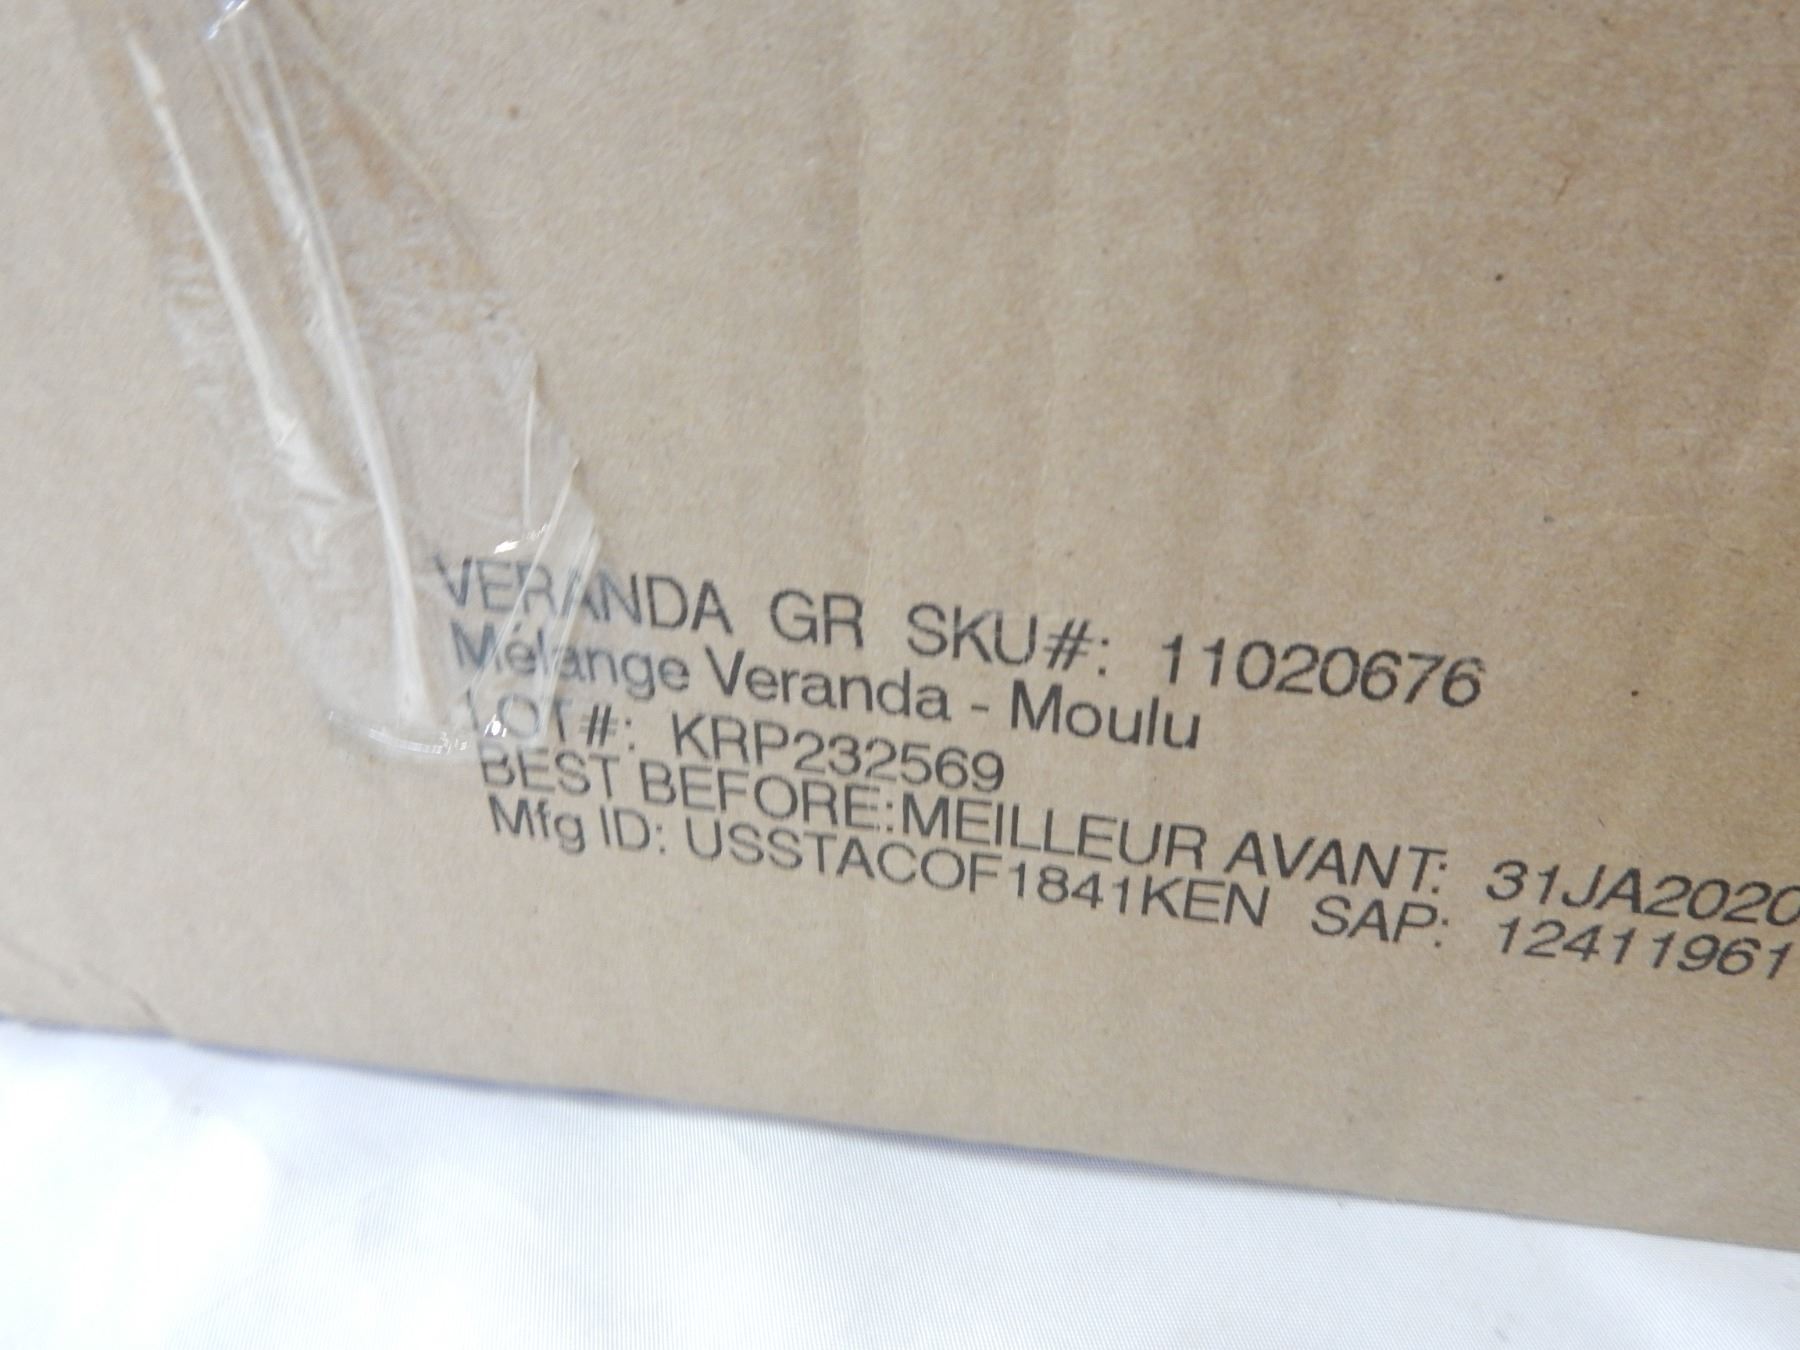 VERANDA GR SKU#: 11020676
Mélange Veranda - Moulu
LOT#: KRP232569
BEST BEFORE:MEILLEUR AVANT: 31JA2020
Mfg ID: USSTACOF1841KEN SAP: 12411961